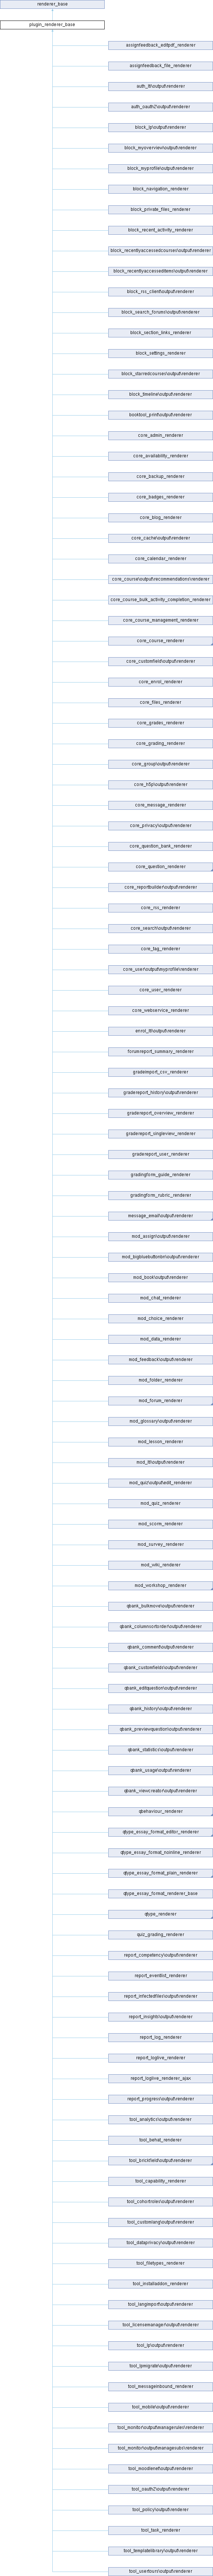 renderer_base
plugin_renderer_base
assignfeedback_editpdf_renderer
assignfeedback_file_renderer
auth_lti\output\renderer
auth_oauth2\output\renderer
block_lp\output\renderer
block_myoverview\output\renderer
block_myprofile\output\renderer
block_navigation_renderer
block_private_files_renderer
block_recent_activity_renderer
block_recentlyaccessedcourses\output\renderer
block_recentlyaccesseditems\output\renderer
block_rss_client\output\renderer
block_search_forums\output\renderer
block_section_links_renderer
block_settings_renderer
block_starredcourses\output\renderer
block_timeline\output\renderer
booktool_print\output\renderer
core_admin_renderer
core_availability_renderer
core_backup_renderer
core_badges_renderer
core_blog_renderer
core_cache\output\renderer
core_calendar_renderer
core_course\output\recommendations\renderer
core_course_bulk_activity_completion_renderer
core_course_management_renderer
core_course_renderer
core_customfield\output\renderer
core_enrol_renderer
core_files_renderer
core_grades_renderer
core_grading_renderer
core_group\output\renderer
core_h5p\output\renderer
core_message_renderer
core_privacy\output\renderer
core_question_bank_renderer
core_question_renderer
core_reportbuilder\output\renderer
core_rss_renderer
core_search\output\renderer
core_tag_renderer
core_user\output\myprofile\renderer
core_user_renderer
core_webservice_renderer
enrol_lti\output\renderer
forumreport_summary_renderer
gradeimport_csv_renderer
gradereport_history\output\renderer
gradereport_overview_renderer
gradereport_singleview_renderer
gradereport_user_renderer
gradingform_guide_renderer
gradingform_rubric_renderer
message_email\output\renderer
mod_assign\output\renderer
mod_bigbluebuttonbn\output\renderer
mod_book\output\renderer
mod_chat_renderer
mod_choice_renderer
mod_data_renderer
mod_feedback\output\renderer
mod_folder_renderer
mod_forum_renderer
mod_glossary\output\renderer
mod_lesson_renderer
mod_lti\output\renderer
mod_quiz\output\edit_renderer
mod_quiz_renderer
mod_scorm_renderer
mod_survey_renderer
mod_wiki_renderer
mod_workshop_renderer
qbank_bulkmove\output\renderer
qbank_columnsortorder\output\renderer
qbank_comment\output\renderer
qbank_customfields\output\renderer
qbank_editquestion\output\renderer
qbank_history\output\renderer
qbank_previewquestion\output\renderer
qbank_statistics\output\renderer
qbank_usage\output\renderer
qbank_viewcreator\output\renderer
qbehaviour_renderer
qtype_essay_format_editor_renderer
qtype_essay_format_noinline_renderer
qtype_essay_format_plain_renderer
qtype_essay_format_renderer_base
qtype_renderer
quiz_grading_renderer
report_competency\output\renderer
report_eventlist_renderer
report_infectedfiles\output\renderer
report_insights\output\renderer
report_log_renderer
report_loglive_renderer
report_loglive_renderer_ajax
report_progress\output\renderer
tool_analytics\output\renderer
tool_behat_renderer
tool_brickfield\output\renderer
tool_capability_renderer
tool_cohortroles\output\renderer
tool_customlang\output\renderer
tool_dataprivacy\output\renderer
tool_filetypes_renderer
tool_installaddon_renderer
tool_langimport\output\renderer
tool_licensemanager\output\renderer
tool_lp\output\renderer
tool_lpmigrate\output\renderer
tool_messageinbound_renderer
tool_mobile\output\renderer
tool_monitor\output\managerules\renderer
tool_monitor\output\managesubs\renderer
tool_moodlenet\output\renderer
tool_oauth2\output\renderer
tool_policy\output\renderer
tool_task_renderer
tool_templatelibrary\output\renderer
tool_usertours\output\renderer